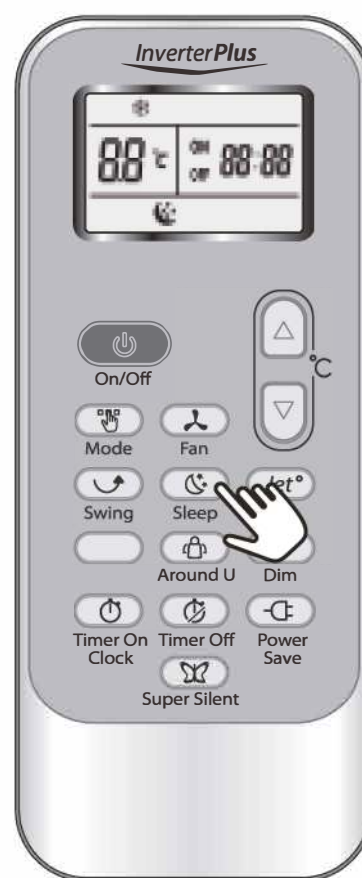 InverterPlus
88 °C ON 88:88
OFF
On/Off
°C
Mode Fan
Swing Sleep
Around U Dim
Timer On Timer Off Power
Clock Save
Super Silent